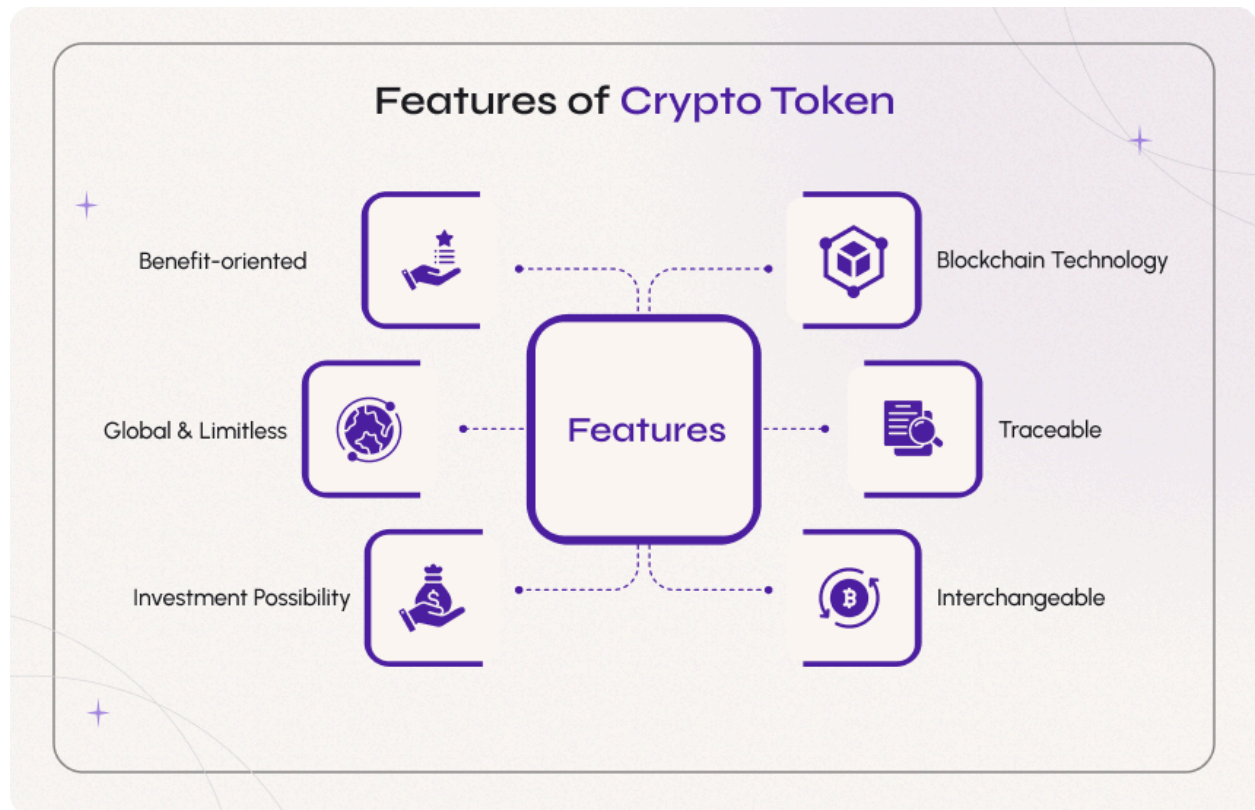 Features of Crypto Token
Benefit-oriented
Blockchain Technology
Global & Limitless
Features
Traceable
Investment Possibility
Interchangeable